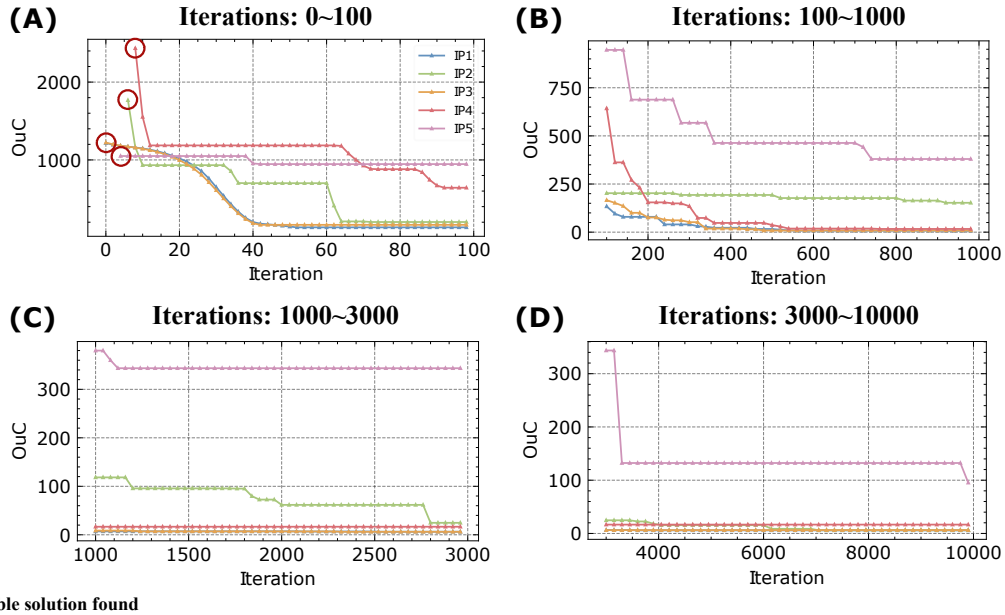 (A) Iterations: 0~100
2000
1000
OuC
0 20 40 60 80 100
Iteration
IP1
IP2
IP3
IP4
IP5
(B) Iterations: 100~1000
750
500
250
0
OuC
200 400 600 800 1000
Iteration
(C) Iterations: 1000~3000
300
200
100
0
OuC
1000 1500 2000 2500 3000
Iteration
(D) Iterations: 3000~10000
300
200
100
0
OuC
4000 6000 8000 10000
Iteration
ble solution found